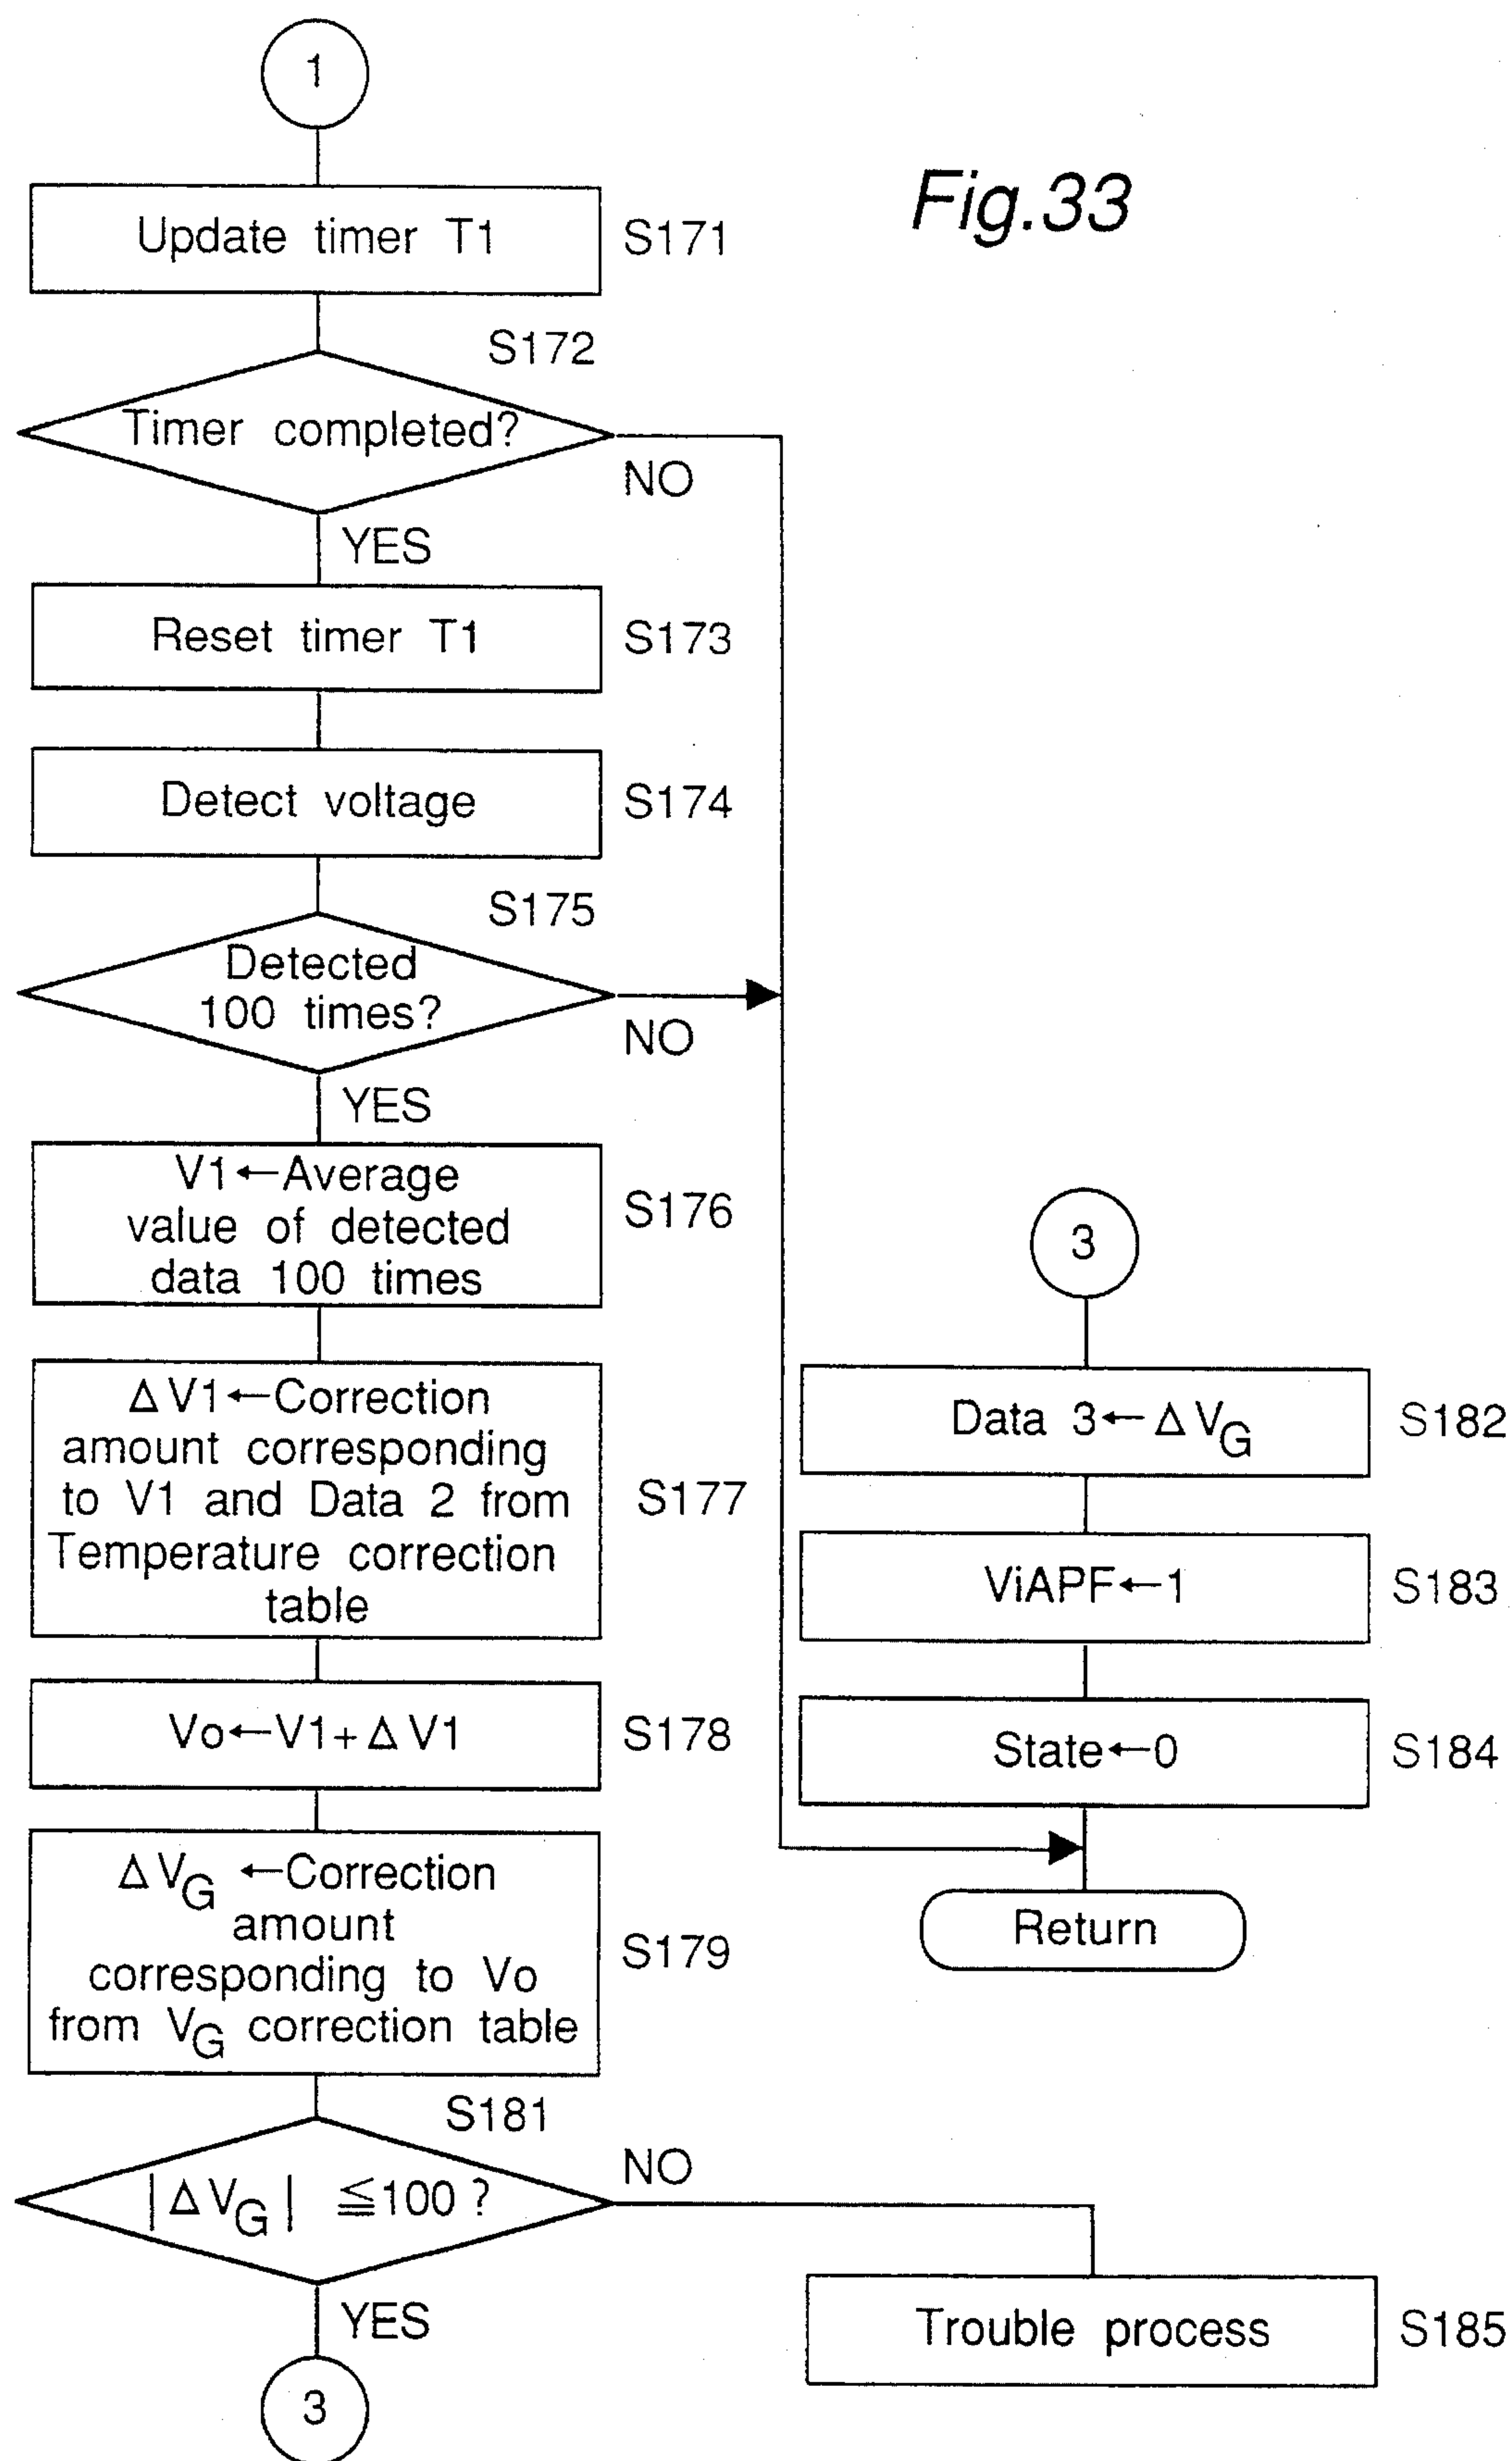 1
Fig.33
Update timer T1
S171
S172
Timer completed?
NO
YES
Reset timer T1
S173
Detect voltage
S174
S175
Detected
100 times?
NO
YES
V1←Average
value of detected
data 100 times
S176
ΔV1←Correction
amount corresponding
to V1 and Data 2 from
Temperature correction
table
S177
Vo←V1+ΔV1
S178
ΔVG ←Correction
amount
corresponding to Vo
from VG correction table
S179
S181
|ΔVG| ≦100 ?
NO
YES
3
3
Data 3←ΔVG
S182
ViAPF←1
S183
State←0
S184
Return
Trouble process
S185